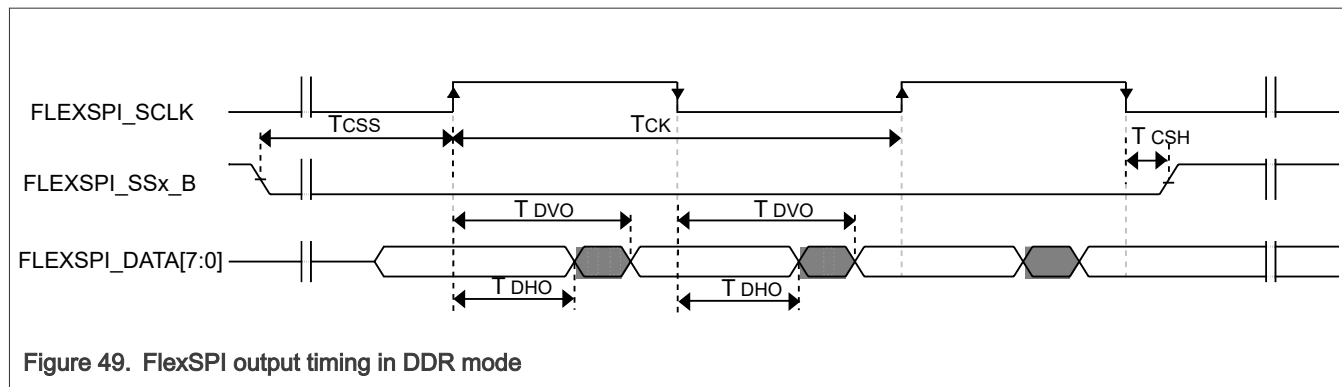 FLEXSPI_SCLK
TCSS
TCK
T CSH
FLEXSPI_SSx_B
T DVO
T DVO
FLEXSPI_DATA[7:0]
T DHO
T DHO
Figure 49. FlexSPI output timing in DDR mode